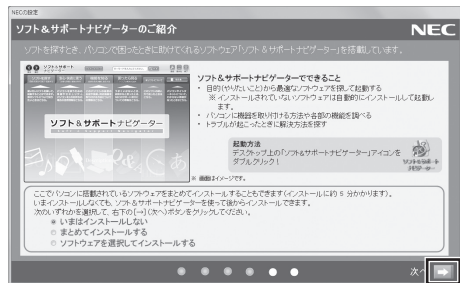 NECの設定
ソフト&サポートナビゲーターのご紹介
NEC
ソフトを探すとき、パソコンで困ったときに助けてくれるソフトウェア「ソフト&サポートナビゲーター」を搭載しています。
ソフト&サポートナビゲーター
ソフト&サポートナビゲーターでできること
・ 目的(やりたいこと)から最適なソフトウェアを探して起動する
※ インストールされていないソフトウェアは自動的にインストールして起動します。
・ パソコンに機器を取り付ける方法や各部の機能を調べる
・ トラブルが起こったときに解決方法を探す
起動方法
デスクトップ上の「ソフト&サポートナビゲーター」アイコンをダブルクリック！
ソフト&サポート
ナビゲーター
※ 画面はイメージです。
ここでパソコンに搭載されているソフトウェアをまとめてインストールすることもできます(インストールに約 5 分かかります)。
いまインストールしなくても、ソフト&サポートナビゲーターを使って後からインストールできます。
次のいずれかを選択して、右下の[→](次へ)ボタンをクリックしてください。
いまはインストールしない
まとめてインストールする
ソフトウェアを選択してインストールする
次へ